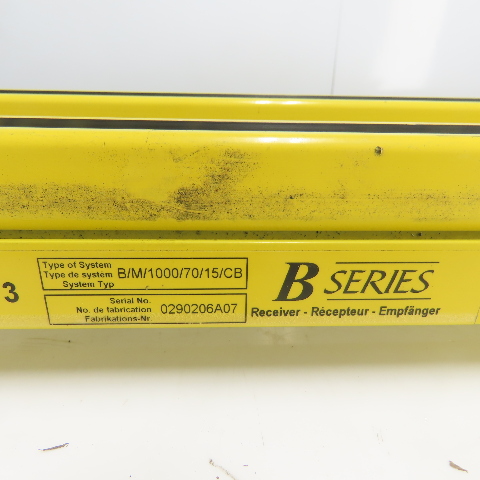 3
Type of System
Type de système B/M/1000/70/15/CB
System Typ
Serial No.
No. de fabrication 0290206A07
Fabrikations-Nr.
B SERIES
Receiver - Récepteur - Empfänger